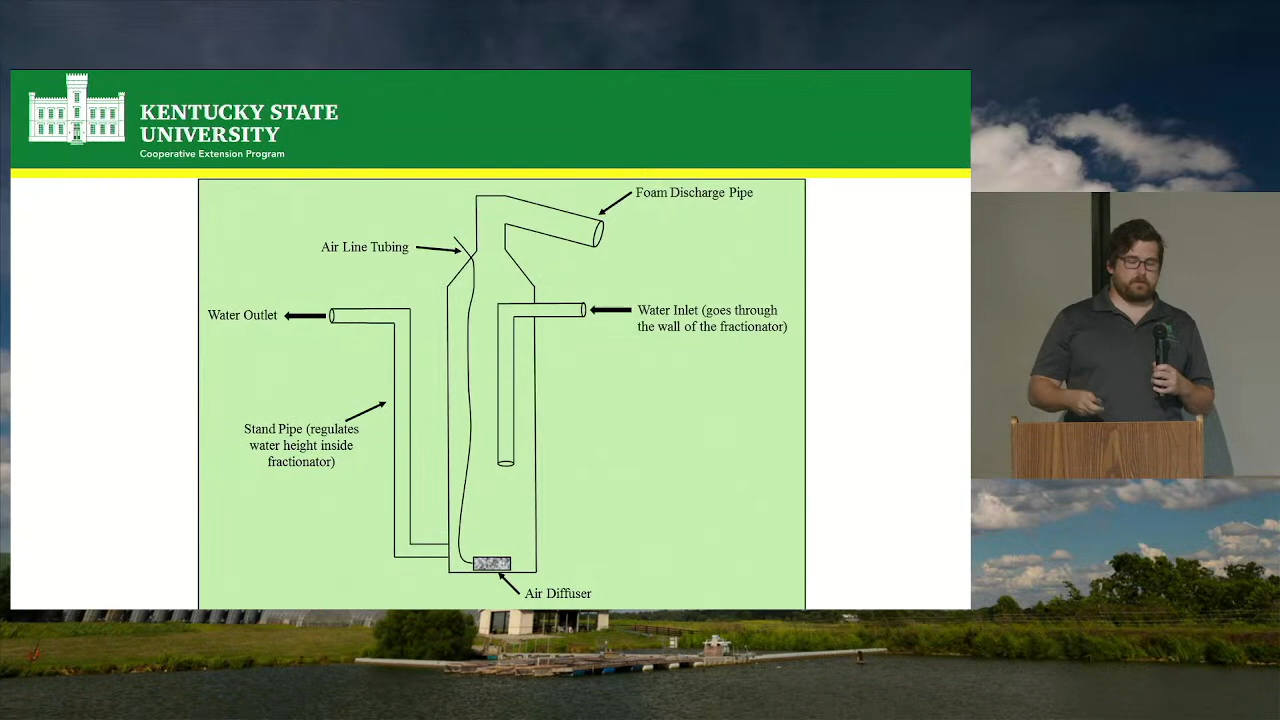 KENTUCKY STATE
UNIVERSITY
Cooperative Extension Program
Foam Discharge Pipe
Air Line Tubing
Water Outlet
Water Inlet (goes through
the wall of the fractionator)
Stand Pipe (regulates
water height inside
fractionator)
Air Diffuser